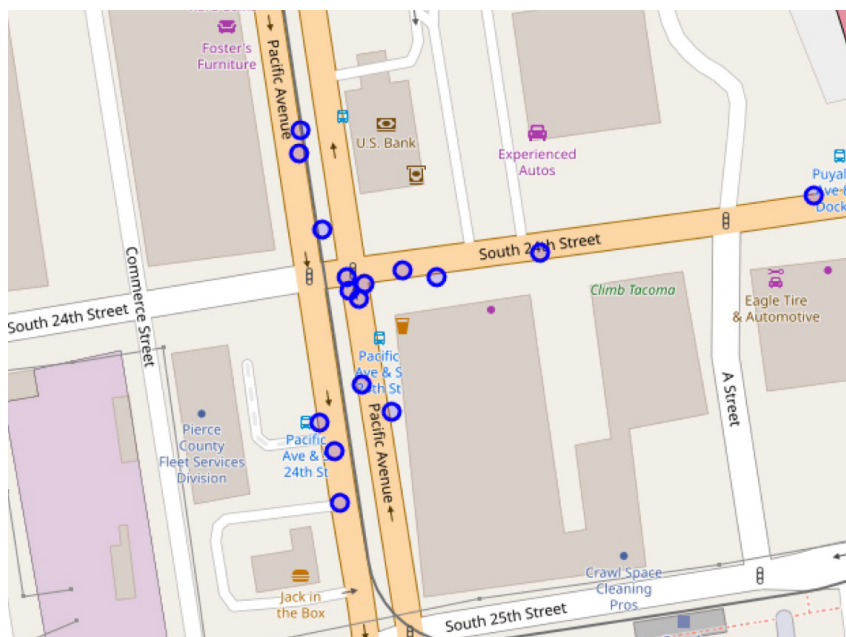 Foster's
Furniture
Pacific Avenue
U.S. Bank
Experienced
Autos
Puyal
Ave &
Dock
South 24th Street
Commerce Street
South 24th Street
Climb Tacoma
Eagle Tire
& Automotive
Pacific
Ave & S
24th St
A Street
Pierce
County
Fleet Services
Division
Pacific
Ave & S
24th St
Pacific Avenue
Jack in
the Box
Crawl Space
Cleaning
Pros
South 25th Street